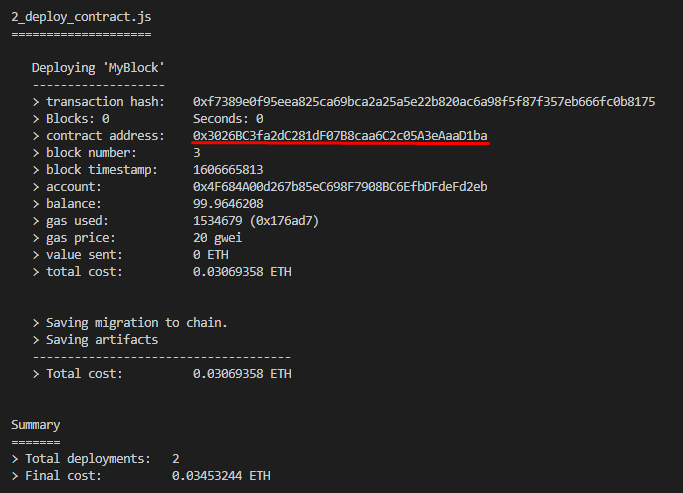 2_deploy_contract.js
====================
Deploying 'MyBlock'
-------------------
> transaction hash:    0xf7389e0f95eea825ca69bca2a25a5e22b820ac6a98f5f87f357eb666fc0b8175
> Blocks: 0            Seconds: 0
> contract address:    0x3026BC3fa2dC281dF07B8caa6C2c05A3eAaaD1ba
> block number:        3
> block timestamp:     1606665813
> account:             0x4F684A00d267b85eC698F7908BC6EfbDFdeFd2eb
> balance:             99.9646208
> gas used:            1534679 (0x176ad7)
> gas price:           20 gwei
> value sent:          0 ETH
> total cost:          0.03069358 ETH
> Saving migration to chain.
> Saving artifacts
-------------------------------------
> Total cost:          0.03069358 ETH
Summary
=======
> Total deployments:   2
> Final cost:          0.03453244 ETH